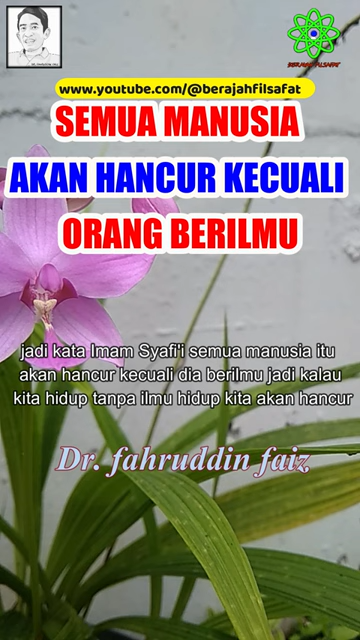 www.youtube.com/@berajahfilsafat
SEMUA MANUSIA
AKAN HANCUR KECUALI
ORANG BERILMU
jadi kata Imam Syafi'i semua manusia itu
akan hancur kecuali dia berilmu jadi kalau
kita hidup tanpa ilmu hidup kita akan hancur
Dr. fahruddin faiz